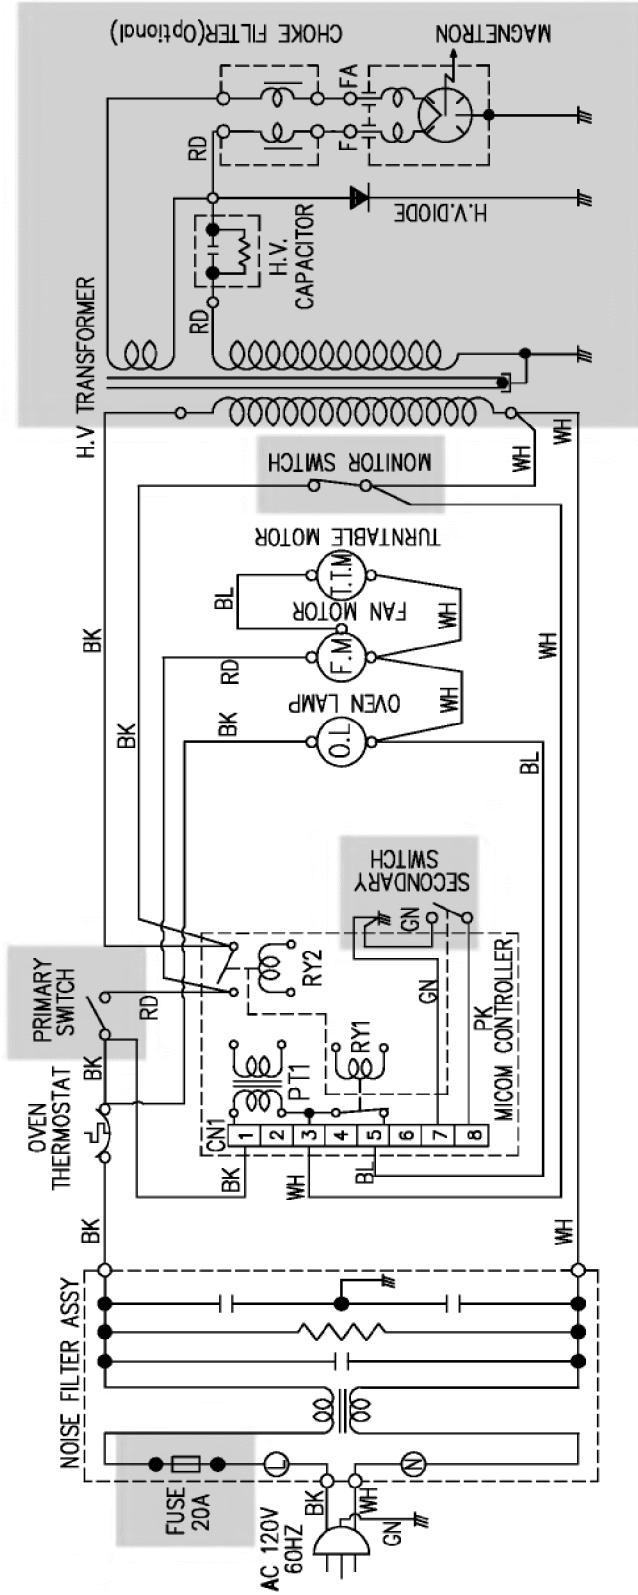 CHOKE FILTER(Optional)
MAGNETRON
FA
F
RD
H.V.DIODE
H.V.
CAPACITOR
RD
H.V TRANSFORMER
WH
WH
MONITOR SWITCH
TURNTABLE MOTOR
T.T.M
BL
FAN MOTOR
WH
BK
F.M
RD
WH
OVEN LAMP
WH
BK
BK
O.L
BL
SECONDARY
SWITCH
GN
PRIMARY
SWITCH
RD
RY2
GN
PK
MICOM CONTROLLER
RY1
PT1
BK
OVEN
THERMOSTAT
CN1
1
2
3
4
5
6
7
8
BK
WH
BL
BK
WH
NOISE FILTER ASSY
FUSE
20A
L
N
BK
WH
GN
AC 120V
60HZ